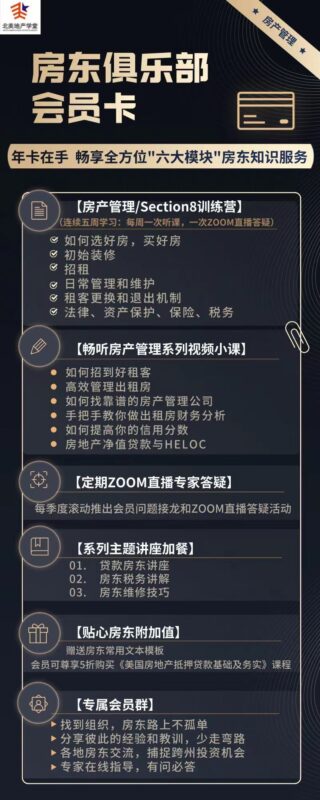 北美地产学堂
房产管理
房东俱乐部
会员卡
年卡在手 畅享全方位"六大模块"房东知识服务
【房产管理/Section8训练营】
(连续五周学习：每周一次听课，一次ZOOM直播答疑)
如何选好房，买好房
初始装修
招租
日常管理和维护
租客更换和退出机制
法律、资产保护、保险、税务
【畅听房产管理系列视频小课】
如何招到好租客
高效管理出租房
如何找靠谱的房产管理公司
手把手教你做出租房财务分析
如何提高你的信用分数
房地产净值贷款与HELOC
【定期ZOOM直播专家答疑】
每季度滚动推出会员问题接龙和ZOOM直播答疑活动
【系列主题讲座加餐】
01. 贷款房东讲座
02. 房东税务讲解
03. 房东维修技巧
【贴心房东附加值】
赠送房东常用文本模板
会员可尊享5折购买《美国房地产抵押贷款基础及务实》课程
【专属会员群】
找到组织，房东路上不孤单
分享彼此的经验和教训，少走弯路
各地房东交流，捕捉跨州投资机会
专家在线指导，有问必答